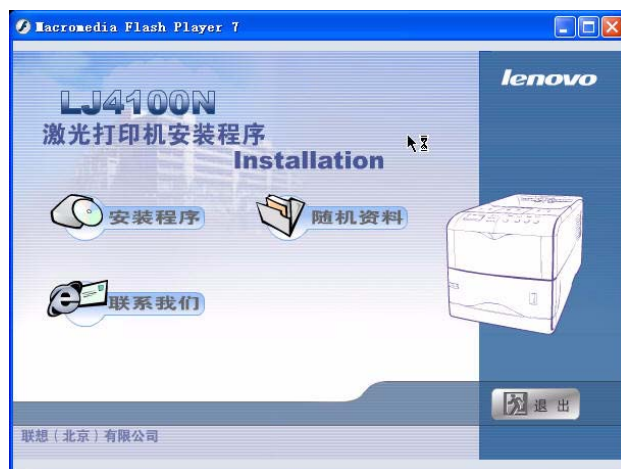 Macromedia Flash Player 7
lenovo
LJ4100N
激光打印机安装程序
Installation
安装程序
随机资料
联系我们
退 出
联想（北京）有限公司